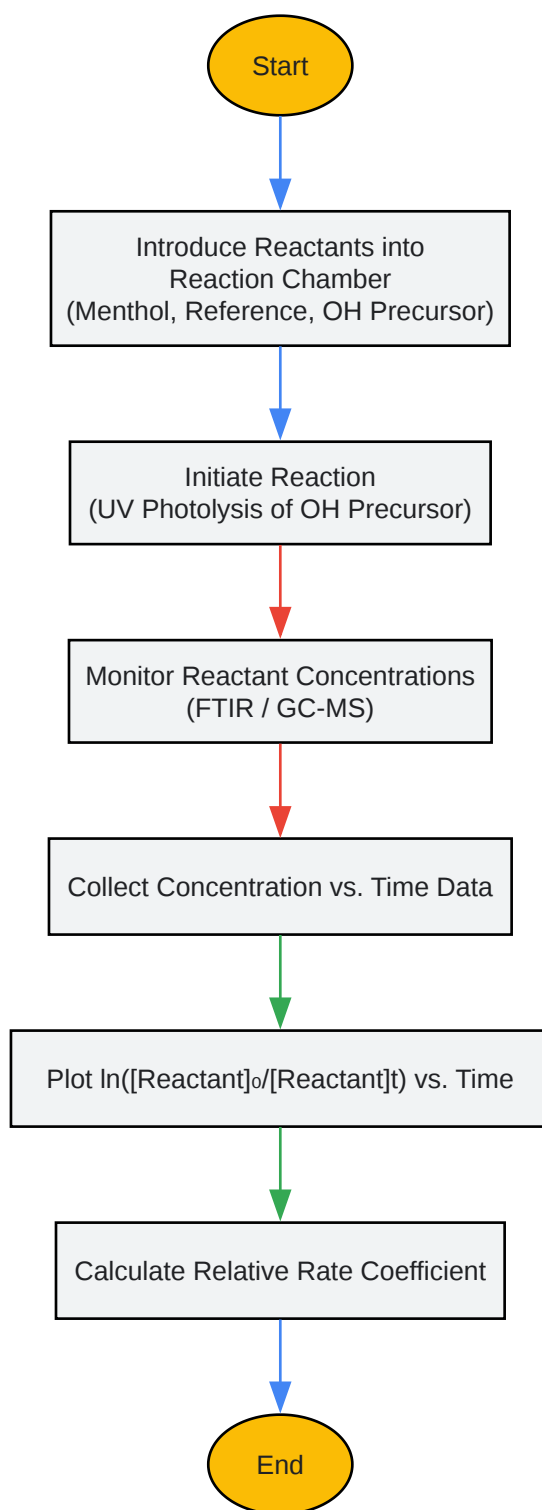 Start
Introduce Reactants into
Reaction Chamber
(Menthol, Reference, OH Precursor)
Initiate Reaction
(UV Photolysis of OH Precursor)
Monitor Reactant Concentrations
(FTIR / GC-MS)
Collect Concentration vs. Time Data
Plot ln([Reactant]₀/[Reactant]t) vs. Time
Calculate Relative Rate Coefficient
End